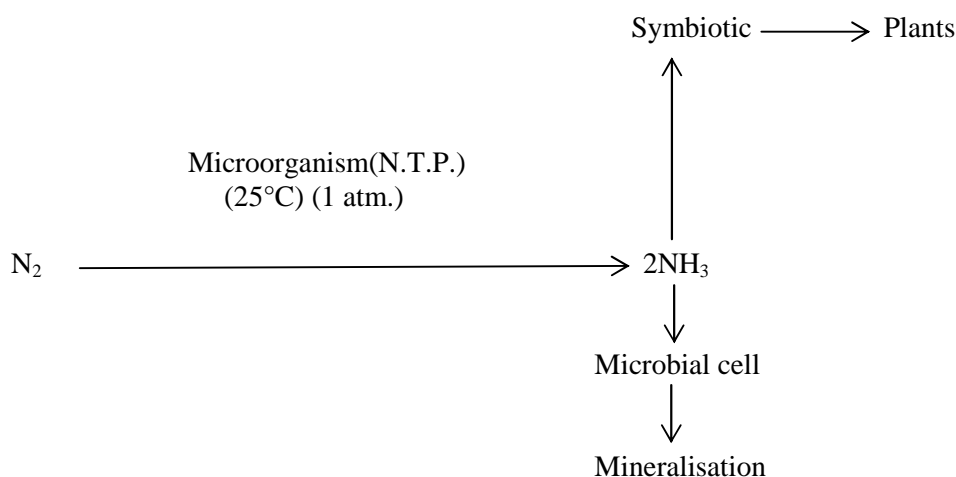 Symbiotic
Plants
Microorganism(N.T.P.)
(25°C) (1 atm.)
N₂
2NH₃
Microbial cell
Mineralisation